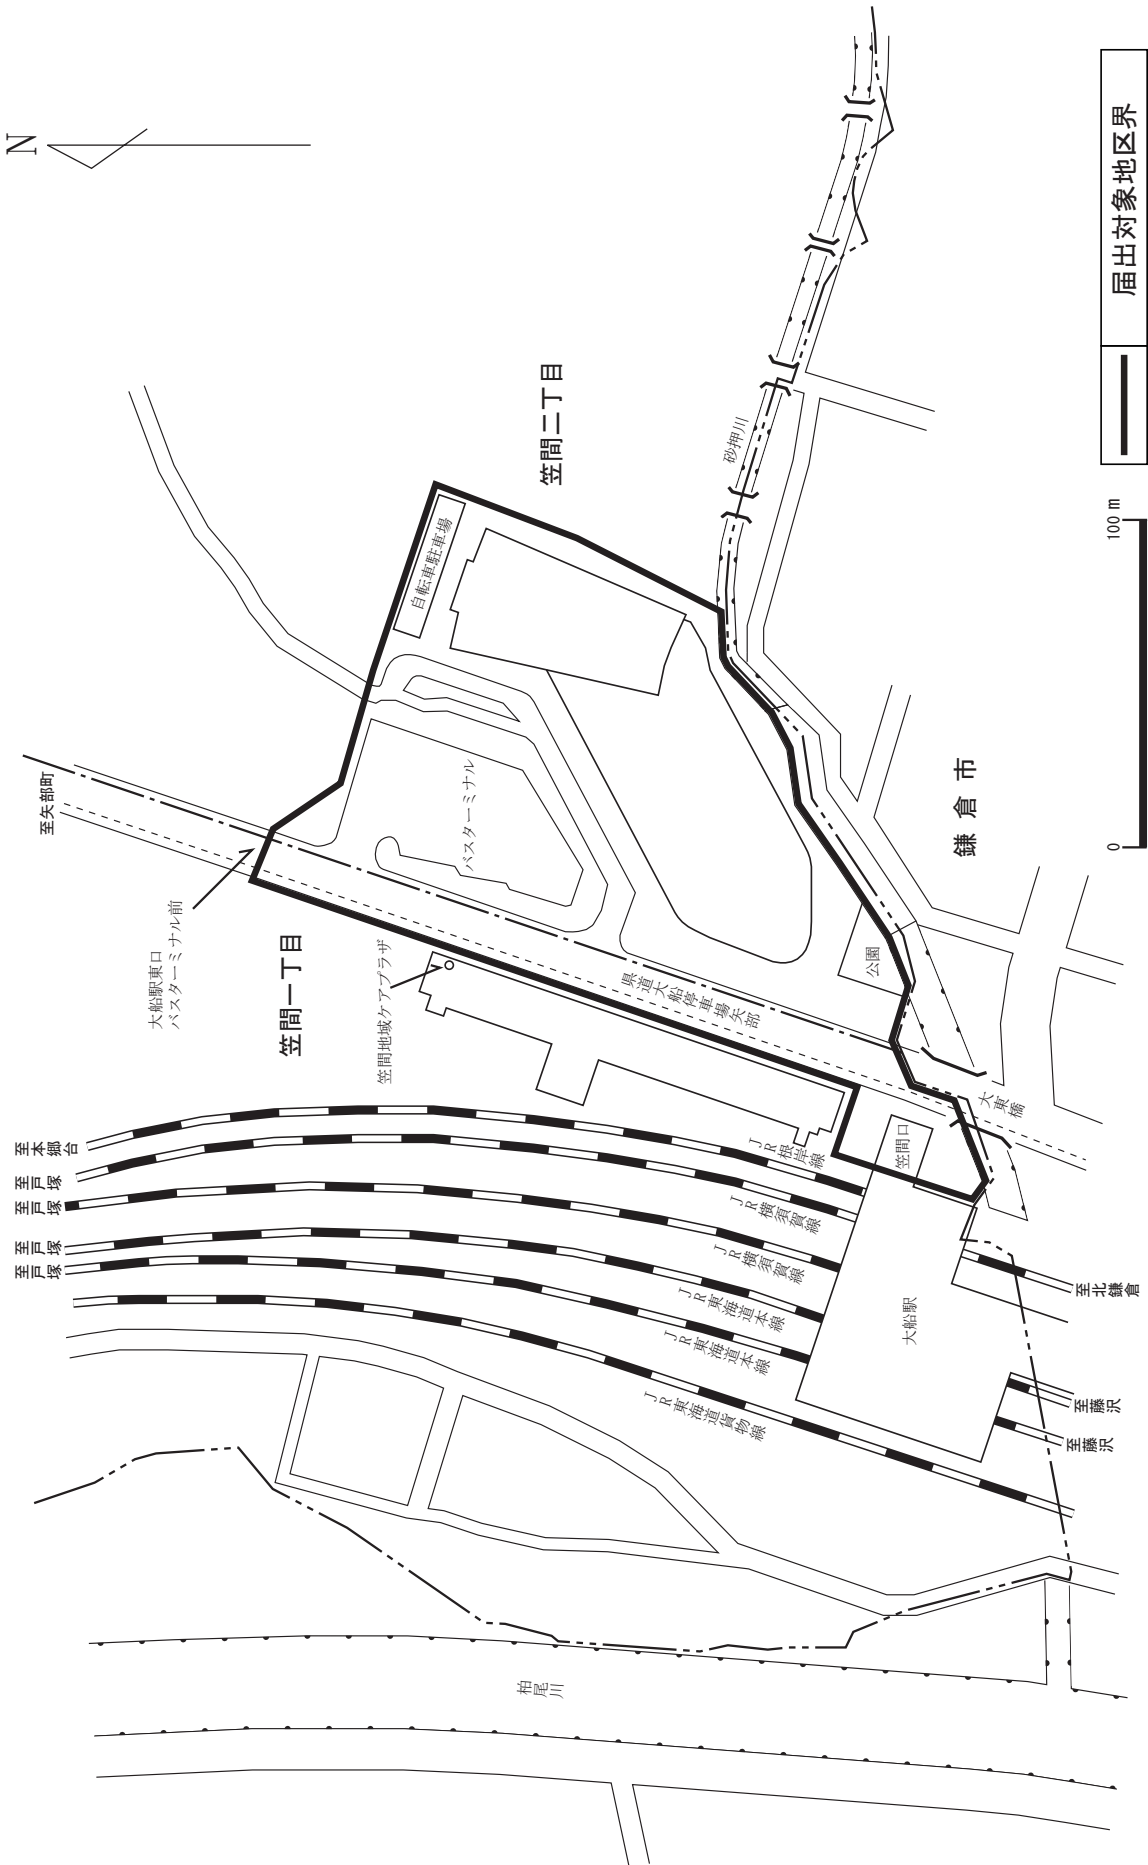 N
届出対象地区界
100 m
0
至矢部町
大船駅東口
バスターミナル前
笠間一丁目
笠間二丁目
自転車駐車場
バスターミナル
砂押川
笠間地域ケアプラザ
県道大船停車場矢部
公園
鎌倉市
大東橋
笠間口
大船駅
至本郷台
至戸塚
至戸塚
至戸塚
至戸塚
JR根岸線
JR横須賀線
JR横須賀線
JR東海道本線
JR東海道本線
JR東海道貨物線
至北鎌倉
至藤沢
至藤沢
柏尾川